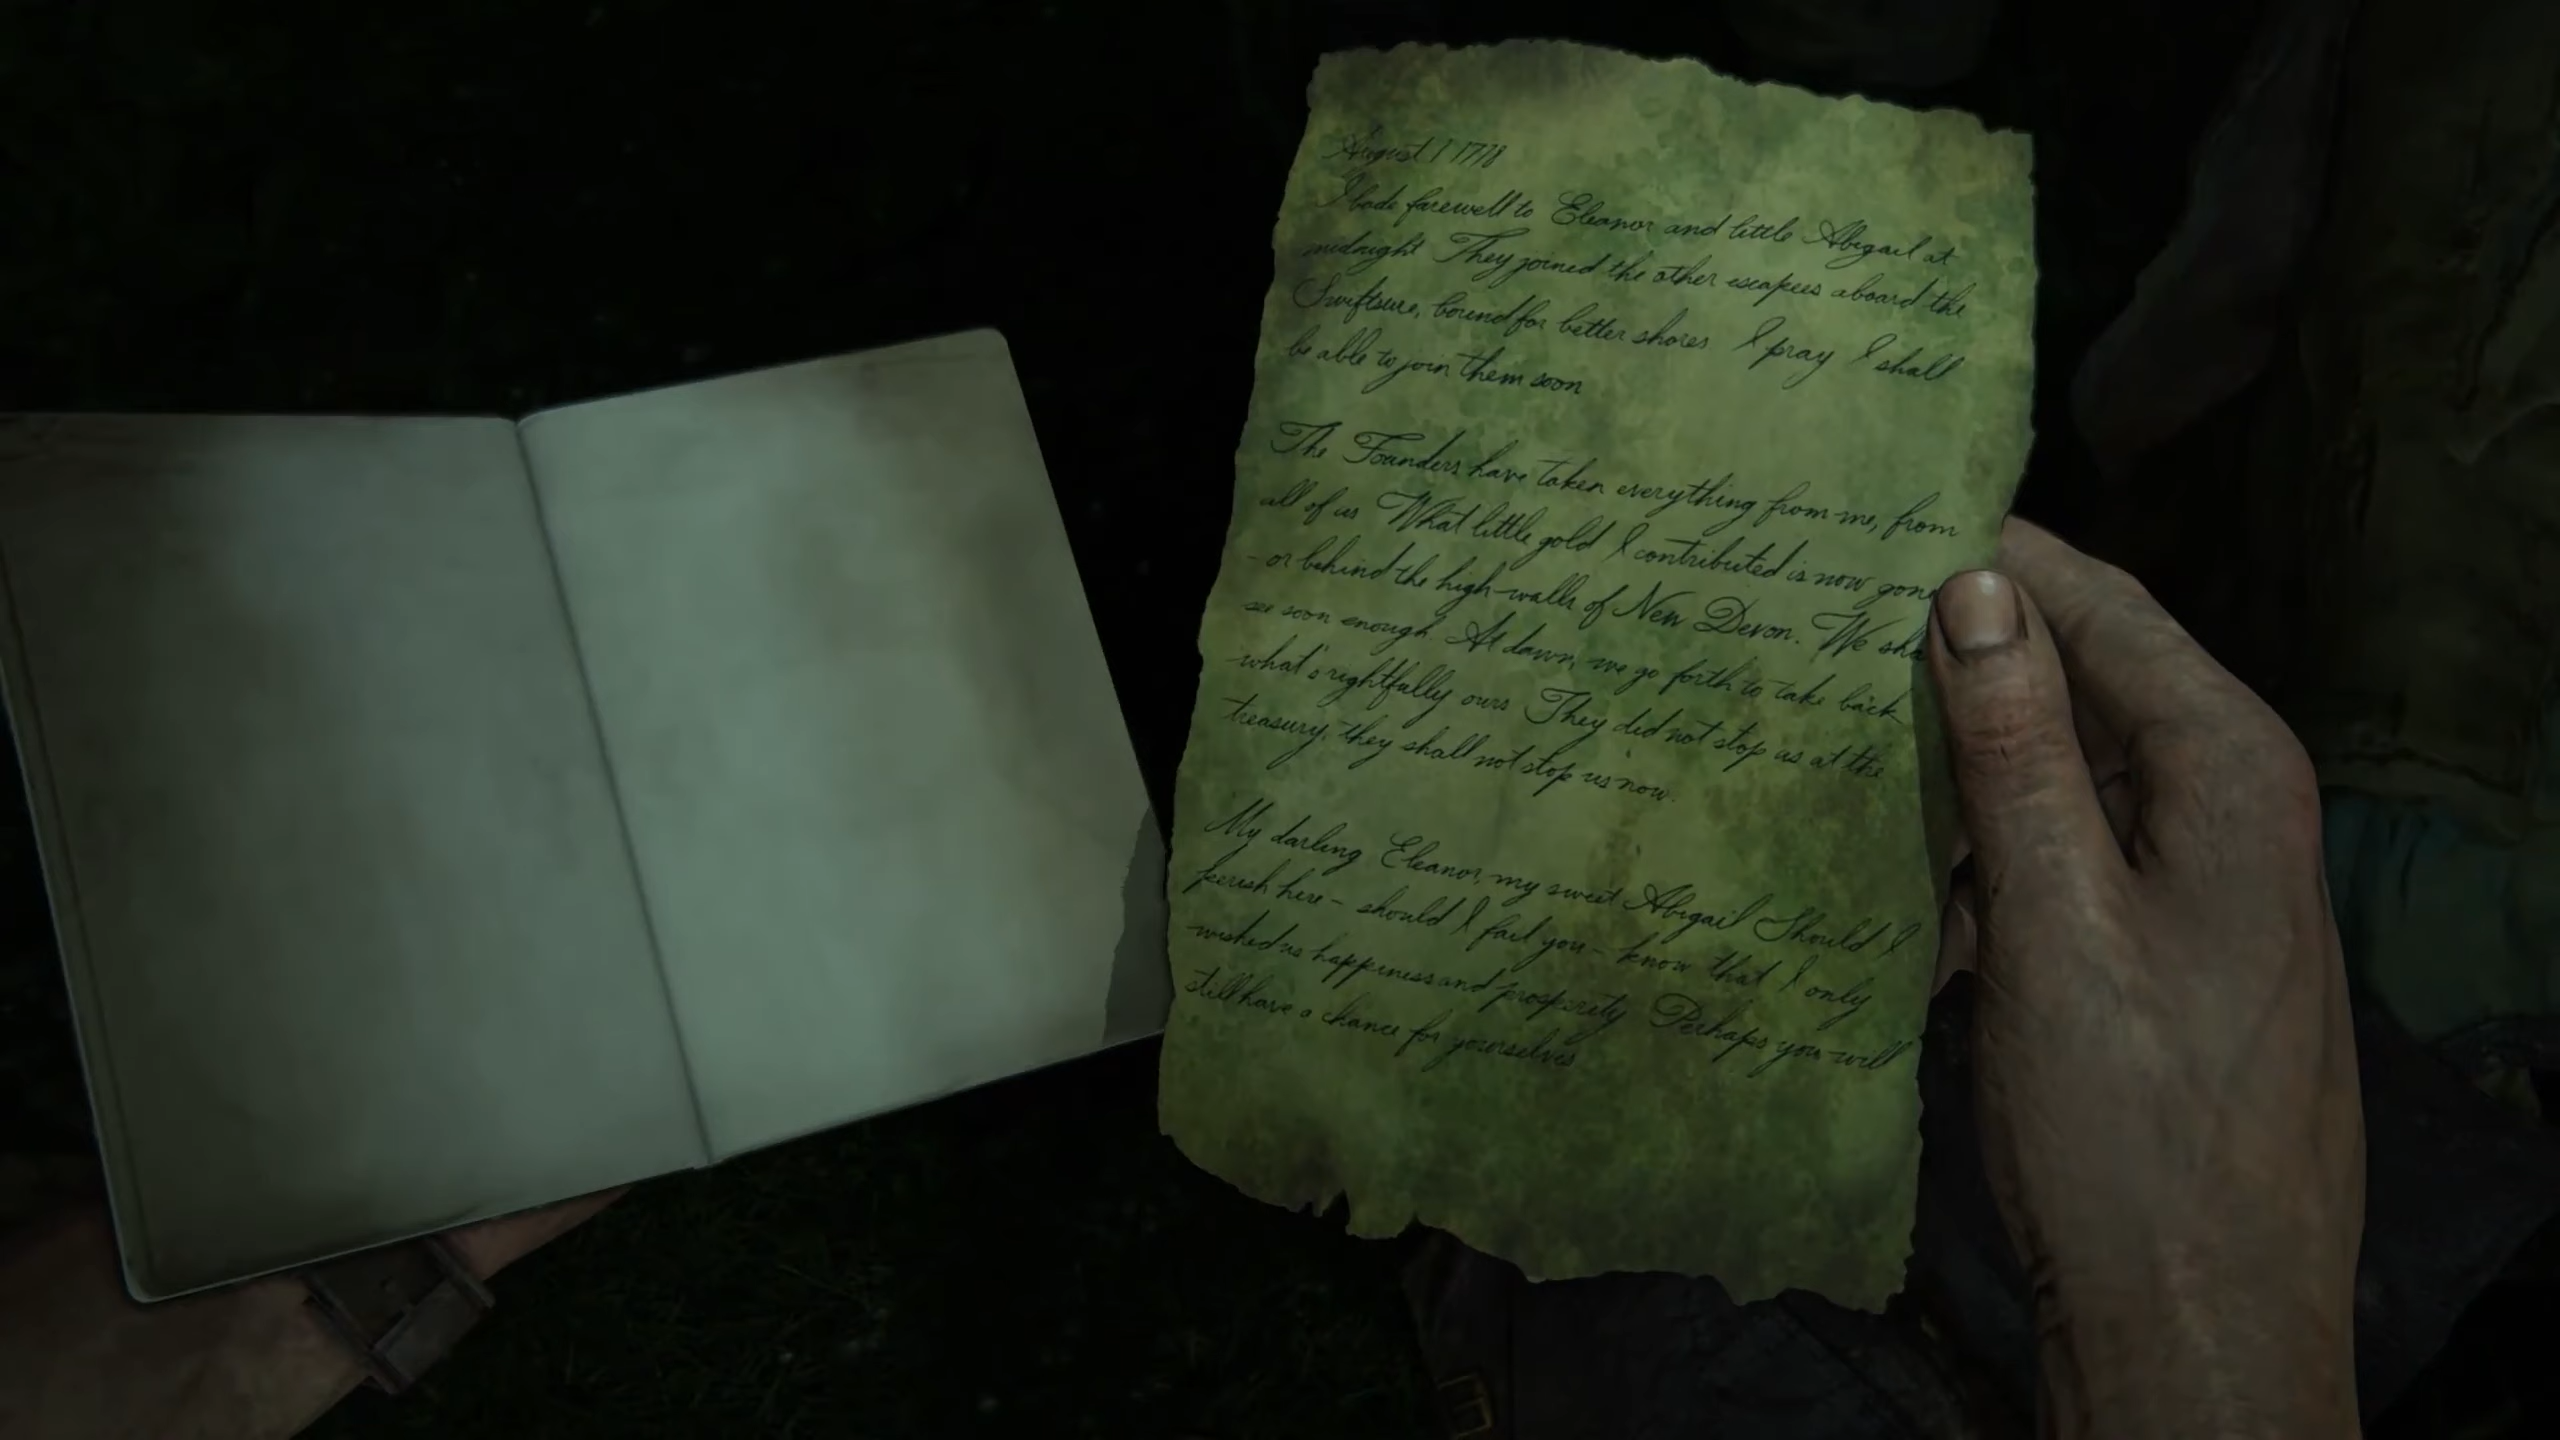 August 1 1718
I bade farewell to Eleanor and little Abigail at
midnight They joined the other escapees aboard the
Swiftsure, bound for better shores I pray I shall
be able to join them soon
The Founders have taken everything from me, from
all of us What little gold I contributed is now gone
- or behind the high walls of New Devon. We sha
see soon enough. At dawn, we go forth to take back
what's rightfully ours They did not stop us at the
treasury, they shall not stop us now.
My darling Eleanor, my sweet Abigail Should I
perish here - should I fail you - know that I only
wished us happiness and prosperity Perhaps you will
still have a chance for yourselves